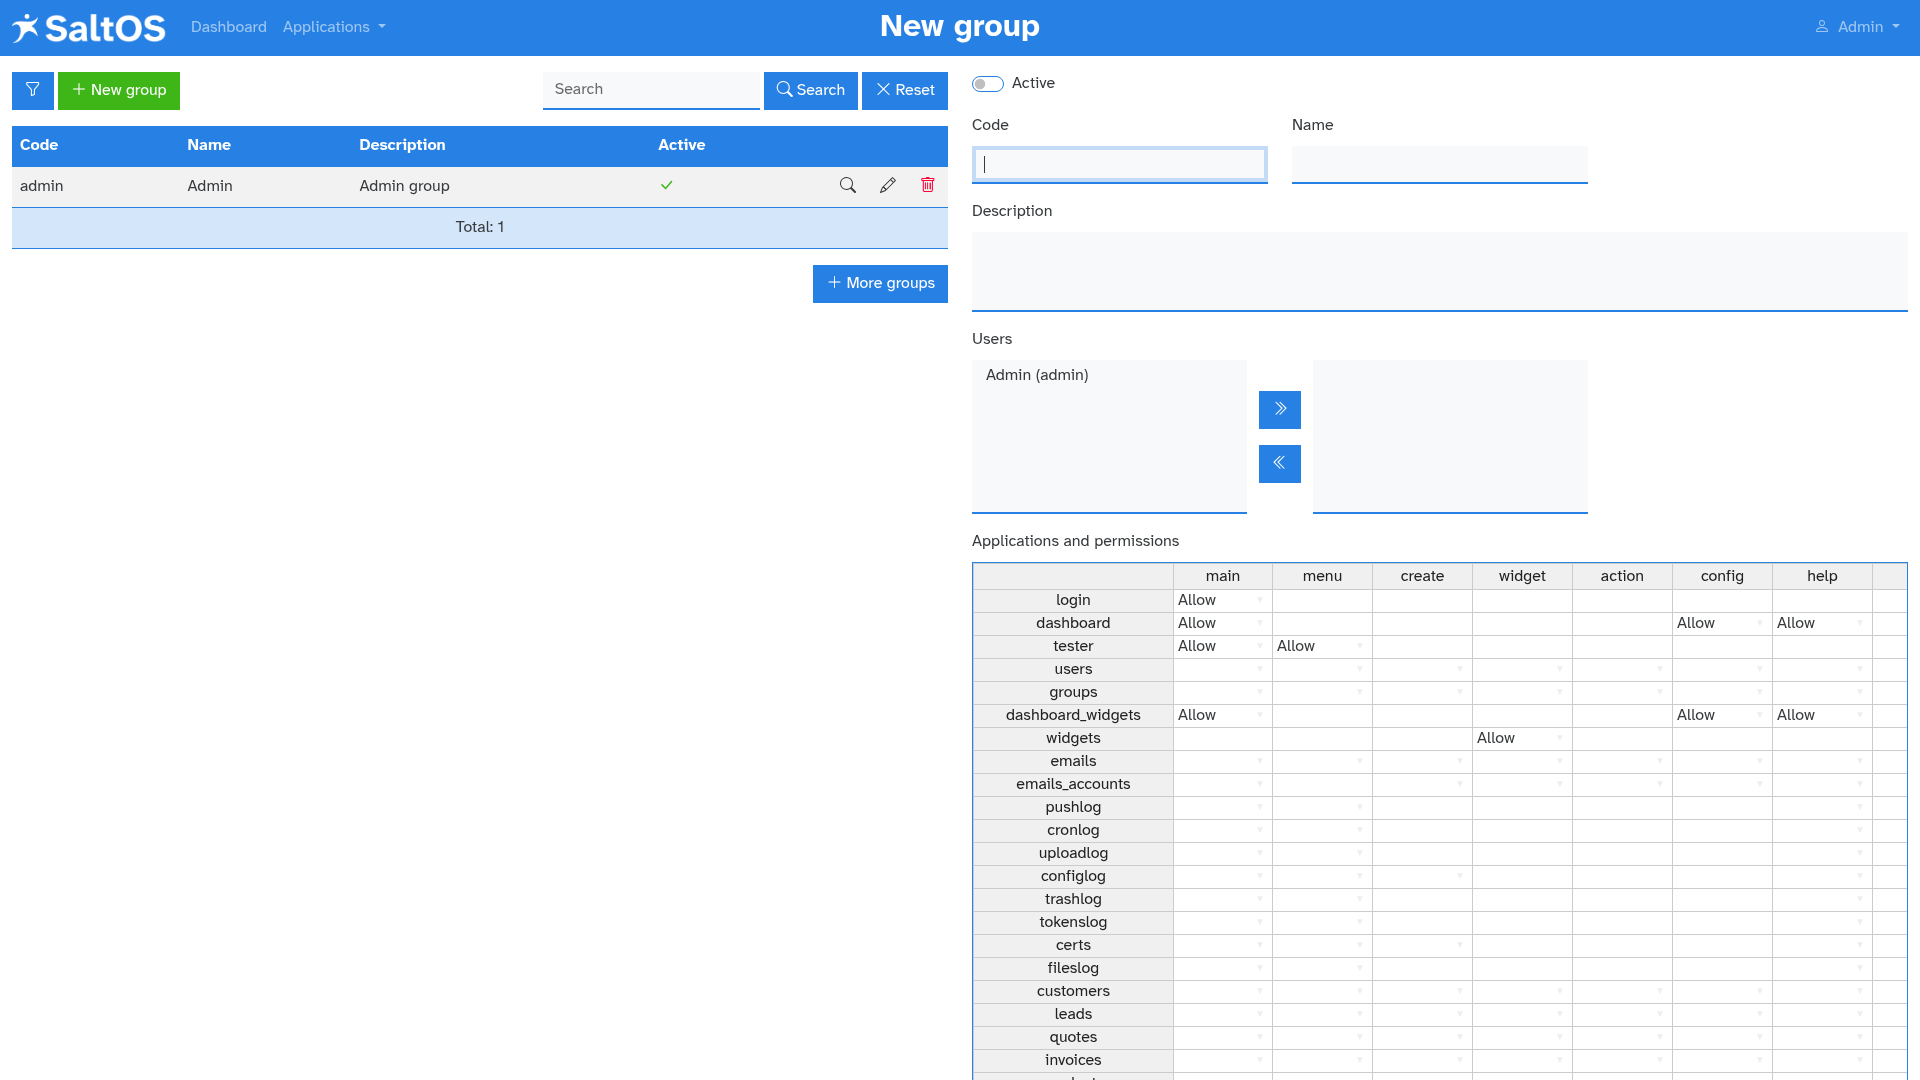 SaltOS Dashboard Applications New group Admin
New group Search Search Reset
Code Name Description Active
admin Admin Admin group
Total: 1
More groups
Active
Code Name
Description
Users
Admin (admin)
Applications and permissions
main menu create widget action config help
login Allow
dashboard Allow Allow Allow
tester Allow Allow
users
groups
dashboard_widgets Allow Allow Allow
widgets Allow
emails
emails_accounts
pushlog
cronlog
uploadlog
configlog
trashlog
tokenslog
certs
fileslog
customers
leads
quotes
invoices